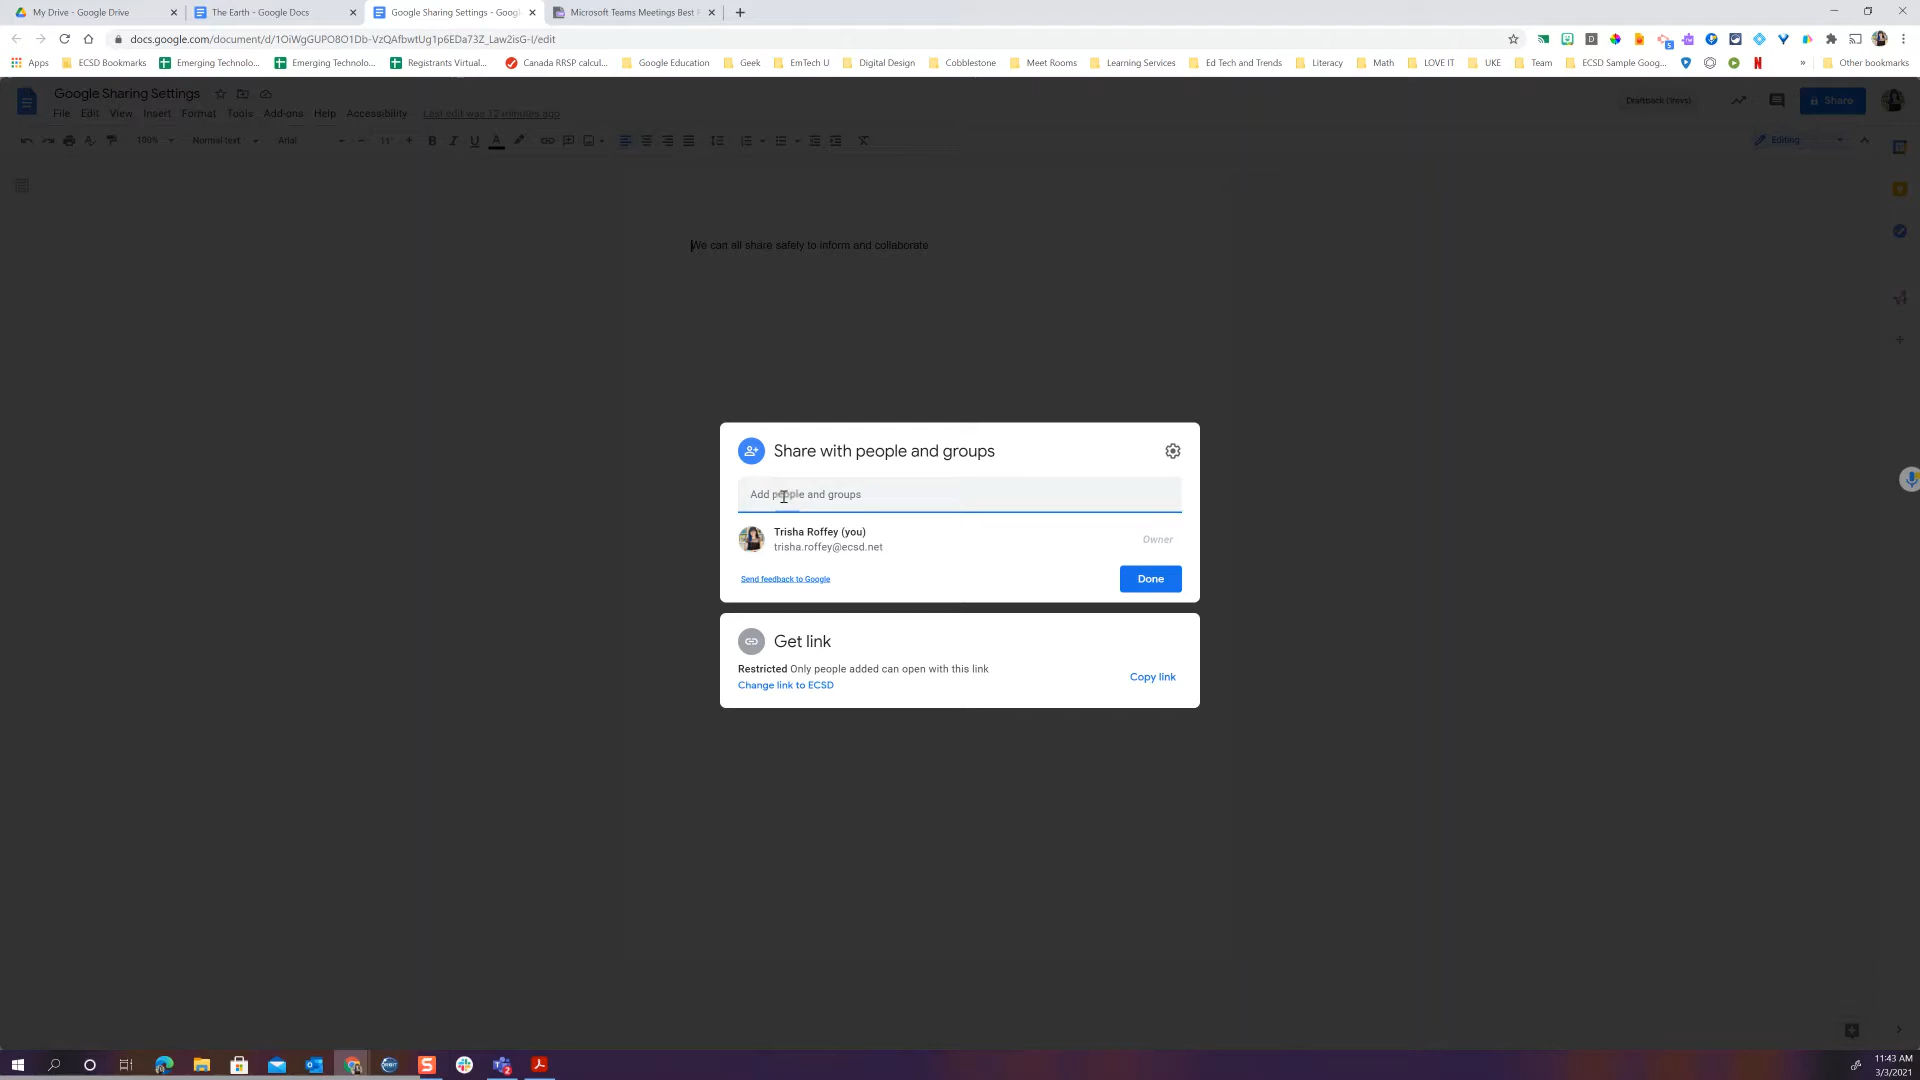 My Drive - Google Drive
The Earth - Google Docs
Google Sharing Settings - Googl
Microsoft Teams Meetings Best P
docs.google.com/document/d/1OiWgGUPO8O1Db-VzQAfbwtUg1p6EDa73Z_Law2isG-I/edit
Apps
ECSD Bookmarks
Emerging Technolo...
Emerging Technolo...
Registrants Virtual...
Canada RRSP calcul...
Google Education
Geek
EmTech U
Digital Design
Cobblestone
Meet Rooms
Learning Services
Ed Tech and Trends
Literacy
Math
LOVE IT
UKE
Team
ECSD Sample Goog...
Other bookmarks
Google Sharing Settings
File Edit View Insert Format Tools Add-ons Help Accessibility
Last edit was 12 minutes ago
Share
100%
Normal text
Arial
11
Editing
We can all share safely to inform and collaborate
Share with people and groups
Add people and groups
Trisha Roffey (you)
trisha.roffey@ecsd.net
Owner
Send feedback to Google
Done
Get link
Restricted Only people added can open with this link
Change link to ECSD
Copy link
11:43 AM
3/3/2021